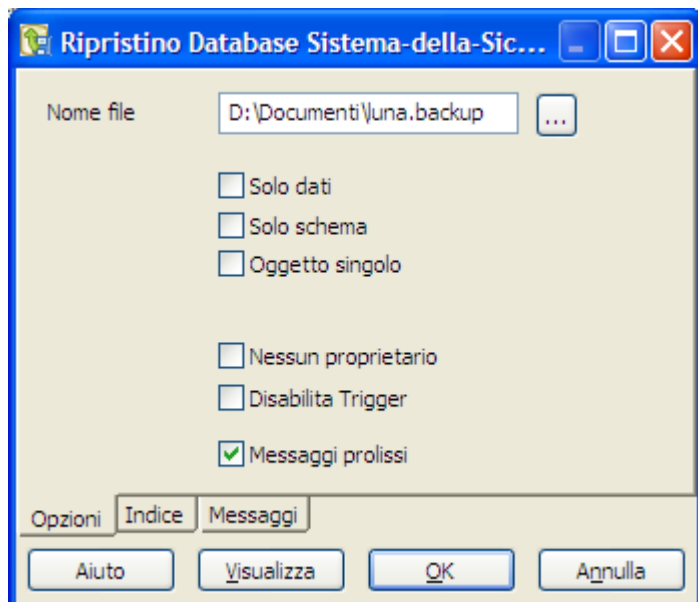 Ripristino Database Sistema-della-Sic...
Nome file D:\Documenti\luna.backup ...
Solo dati
Solo schema
Oggetto singolo
Nessun proprietario
Disabilita Trigger
Messaggi prolissi
Opzioni Indice Messaggi
Aiuto Visualizza OK Annulla